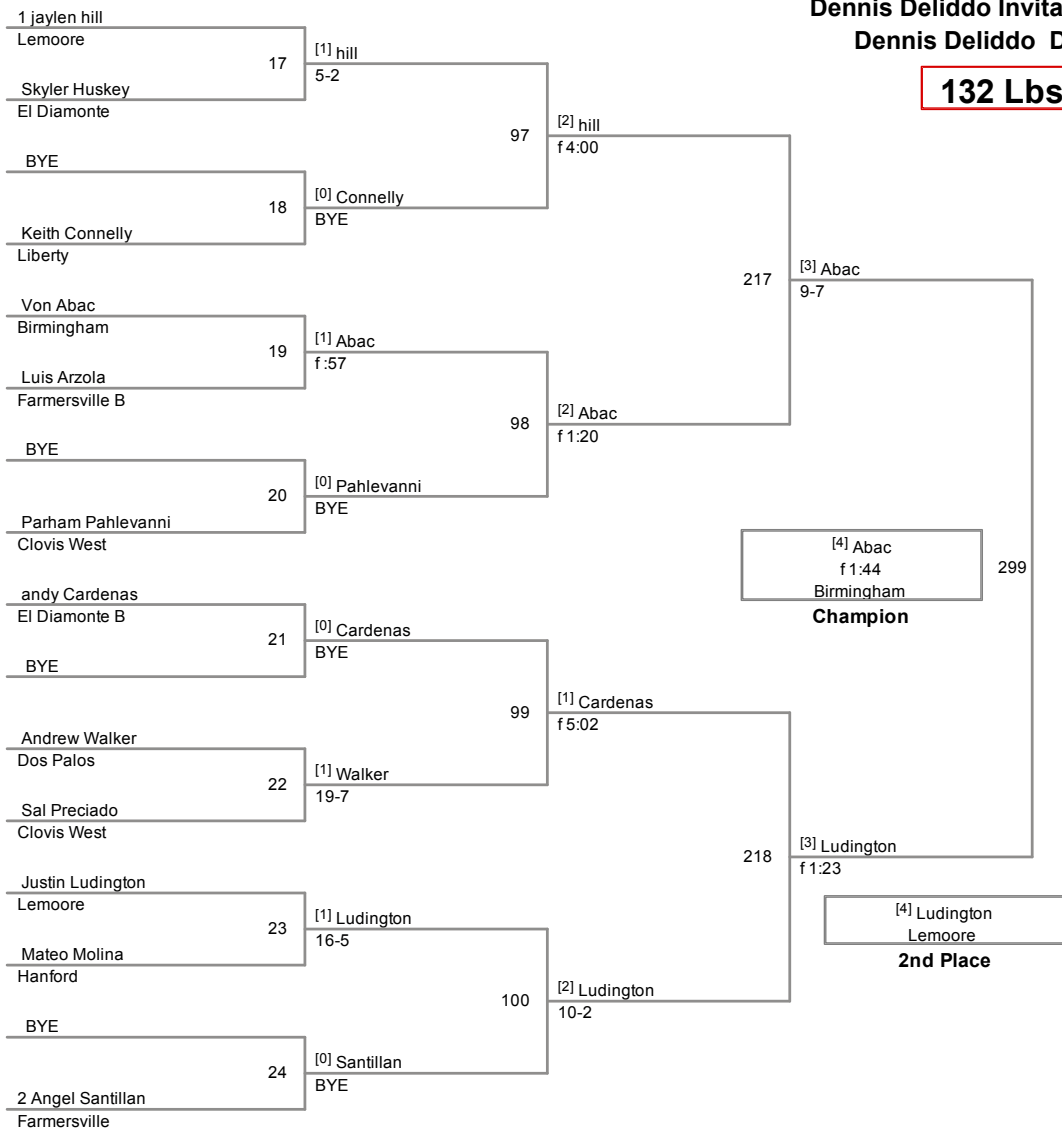 Dennis Deliddo Invita
Dennis Deliddo D
132 Lbs
1 jaylen hill
Lemoore
17
[1] hill
5-2
Skyler Huskey
El Diamonte
97
[2] hill
f 4:00
BYE
18
[0] Connelly
BYE
Keith Connelly
Liberty
217
[3] Abac
9-7
Von Abac
Birmingham
19
[1] Abac
f :57
Luis Arzola
Farmersville B
98
[2] Abac
f 1:20
BYE
20
[0] Pahlevanni
BYE
Parham Pahlevanni
Clovis West
[4] Abac
f 1:44
Birmingham
Champion
299
andy Cardenas
El Diamonte B
21
[0] Cardenas
BYE
BYE
99
[1] Cardenas
f 5:02
Andrew Walker
Dos Palos
22
[1] Walker
19-7
Sal Preciado
Clovis West
218
[3] Ludington
f 1:23
Justin Ludington
Lemoore
23
[1] Ludington
16-5
Mateo Molina
Hanford
[4] Ludington
Lemoore
2nd Place
100
[2] Ludington
10-2
BYE
24
[0] Santillan
BYE
2 Angel Santillan
Farmersville